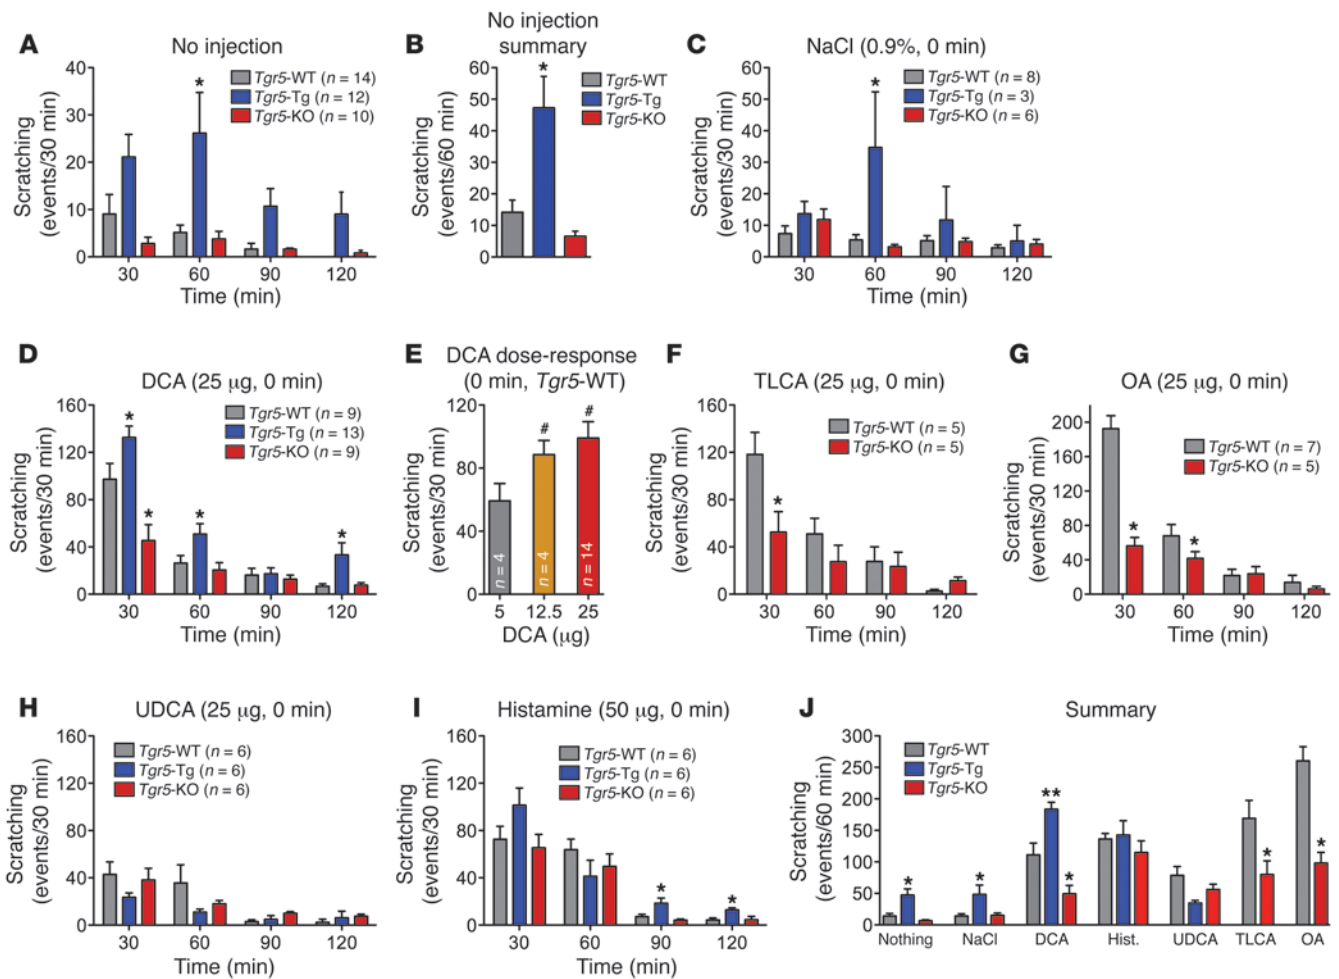 A
No injection
Scratching
(events/30 min)
40
30
20
10
0
*
Tgr5-WT (n = 14)
Tgr5-Tg (n = 12)
Tgr5-KO (n = 10)
30 60 90 120
Time (min)
B
No injection
summary
Scratching
(events/60 min)
60
50
40
30
20
10
0
*
Tgr5-WT
Tgr5-Tg
Tgr5-KO
C
NaCl (0.9%, 0 min)
Scratching
(events/30 min)
60
50
40
30
20
10
0
*
Tgr5-WT (n = 8)
Tgr5-Tg (n = 3)
Tgr5-KO (n = 6)
30 60 90 120
Time (min)
D
DCA (25 μg, 0 min)
Scratching
(events/30 min)
160
120
80
40
0
* * * *
Tgr5-WT (n = 9)
Tgr5-Tg (n = 13)
Tgr5-KO (n = 9)
30 60 90 120
Time (min)
E
DCA dose-response
(0 min, Tgr5-WT)
Scratching
(events/30 min)
120
80
40
0
# #
n = 4 n = 4 n = 14
5 12.5 25
DCA (μg)
F
TLCA (25 μg, 0 min)
Scratching
(events/30 min)
160
120
80
40
0
*
Tgr5-WT (n = 5)
Tgr5-KO (n = 5)
30 60 90 120
Time (min)
G
OA (25 μg, 0 min)
Scratching
(events/30 min)
200
160
120
80
40
0
* *
Tgr5-WT (n = 7)
Tgr5-KO (n = 5)
30 60 90 120
Time (min)
H
UDCA (25 μg, 0 min)
Scratching
(events/30 min)
160
120
80
40
0
Tgr5-WT (n = 6)
Tgr5-Tg (n = 6)
Tgr5-KO (n = 6)
30 60 90 120
Time (min)
I
Histamine (50 μg, 0 min)
Scratching
(events/30 min)
160
120
80
40
0
* *
Tgr5-WT (n = 6)
Tgr5-Tg (n = 6)
Tgr5-KO (n = 6)
30 60 90 120
Time (min)
J
Summary
Scratching
(events/60 min)
300
250
200
150
100
50
0
Tgr5-WT
Tgr5-Tg
Tgr5-KO
* * ** * * *
Nothing NaCl DCA Hist. UDCA TLCA OA